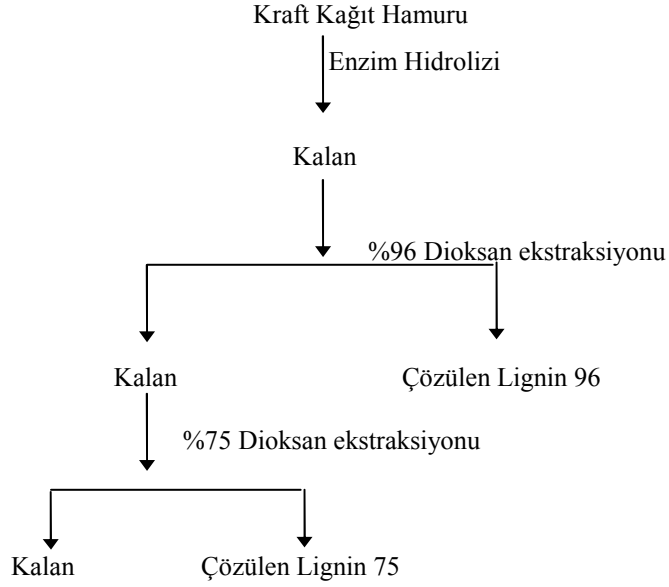 Kraft Kağıt Hamuru
Enzim Hidrolizi
Kalan
%96 Dioksan ekstraksiyonu
Kalan
Çözülen Lignin 96
%75 Dioksan ekstraksiyonu
Kalan
Çözülen Lignin 75